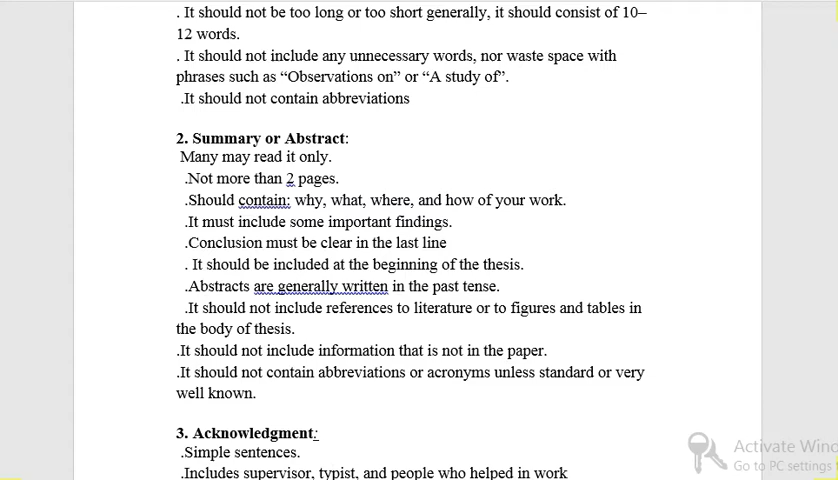 . It should not be too long or too short generally, it should consist of 10–
12 words.
. It should not include any unnecessary words, nor waste space with
phrases such as “Observations on” or “A study of”.
.It should not contain abbreviations
2. Summary or Abstract:
Many may read it only.
.Not more than 2 pages.
.Should contain: why, what, where, and how of your work.
.It must include some important findings.
.Conclusion must be clear in the last line
. It should be included at the beginning of the thesis.
.Abstracts are generally written in the past tense.
.It should not include references to literature or to figures and tables in
the body of thesis.
.It should not include information that is not in the paper.
.It should not contain abbreviations or acronyms unless standard or very
well known.
3. Acknowledgment:
.Simple sentences.
.Includes supervisor, typist, and people who helped in work
Activate Wind
Go to PC settings